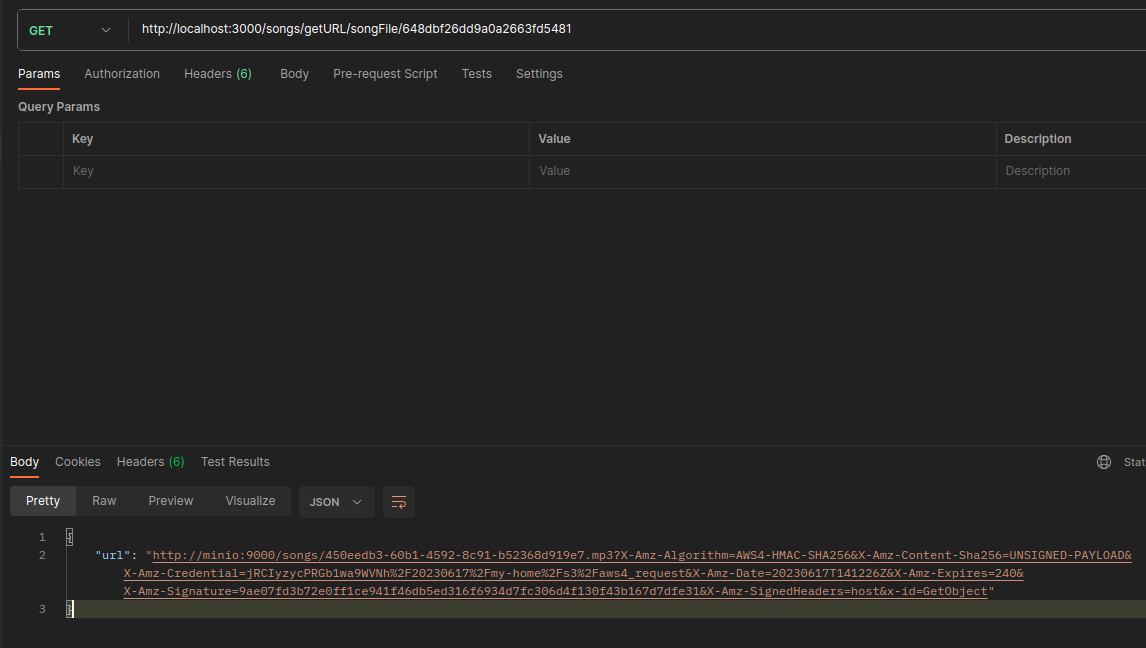 GET http://localhost:3000/songs/getURL/songFile/648dbf26dd9a0a2663fd5481
Params Authorization Headers (6) Body Pre-request Script Tests Settings
Query Params
Key Value Description
Key Value Description
Body Cookies Headers (6) Test Results Stat
Pretty Raw Preview Visualize JSON
1 {
2 "url": "http://minio:9000/songs/450eedb3-60b1-4592-8c91-b52368d919e7.mp3?X-Amz-Algorithm=AWS4-HMAC-SHA256&X-Amz-Content-Sha256=UNSIGNED-PAYLOAD&
X-Amz-Credential=jRCIyzycPRGb1wa9WVNh%2F20230617%2Fmy-home%2Fs3%2Faws4_request&X-Amz-Date=20230617T141226Z&X-Amz-Expires=240&
X-Amz-Signature=9ae07fd3b72e0ff1ce941f46db5ed316f6934d7fc306d4f130f43b167d7dfe31&X-Amz-SignedHeaders=host&x-id=GetObject"
3 }